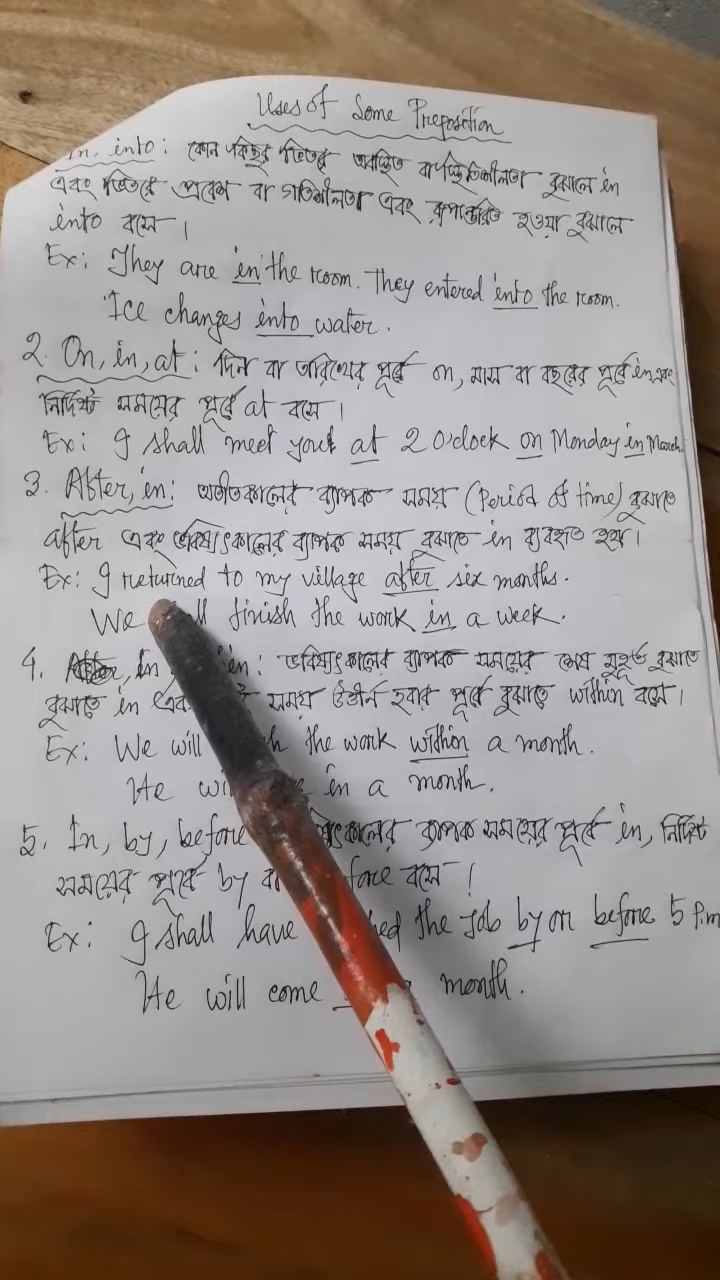 Uses of Some Preposition
In, into: কোন কিছুর ভিতরে অবস্থিত বা স্থিতিশীলতা বুঝালে in
এবং ভিতরে প্রবেশ বা গতিশীলতা এবং রূপান্তরিত হওয়া বুঝালে
into বসে।
Ex: They are in the room. They entered into the room.
Ice changes into water.
2. On, in, at: দিন বা তারিখের পূর্বে on, মাস বা বছরের পূর্বে in এবং
নির্দিষ্ট সময়ের পূর্বে at বসে।
Ex: I shall meet you at 2 O'clock on Monday in March.
3. After, in: অতীতকালের ব্যাপক সময় (Period of time) বুঝাতে
after এবং ভবিষ্যৎকালের ব্যাপক সময় বুঝাতে in ব্যবহৃত হয়।
Ex: I returned to my village after six months.
We finish the work in a week.
4. in : ভবিষ্যৎকালের ব্যাপক সময়ের শেষ মুহূর্ত বুঝাতে
বুঝাতে in সময় উত্তীর্ন হবার পূর্বে বুঝাতে within বসে।
Ex: We will the work within a month.
He in a month.
5. In, by, before ব্যাপক সময়ের পূর্বে in, নির্দিষ্ট
সময়ের পূর্বে by বসে।
Ex: I shall have the job by or before 5 p.m
He will come month.